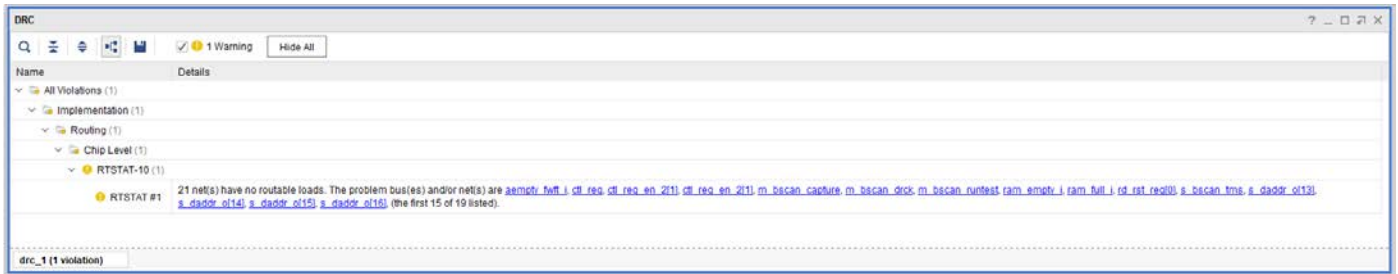 DRC
1 Warning Hide All
Name Details
All Violations (1)
Implementation (1)
Routing (1)
Chip Level (1)
RTSTAT-10 (1)
RTSTAT #1 21 net(s) have no routable loads. The problem bus(es) and/or net(s) are aempty_fwft_i, ctl_reg, ctl_reg_en_2[1], ctl_reg_en_2[1], m_bscan_capture, m_bscan_drck, m_bscan_runtest, ram_empty_i, ram_full_i, rd_rst_reg[0], s_bscan_tms, s_daddr_o[13],
s_daddr_o[14], s_daddr_o[15], s_daddr_o[16], (the first 15 of 19 listed).
drc_1 (1 violation)